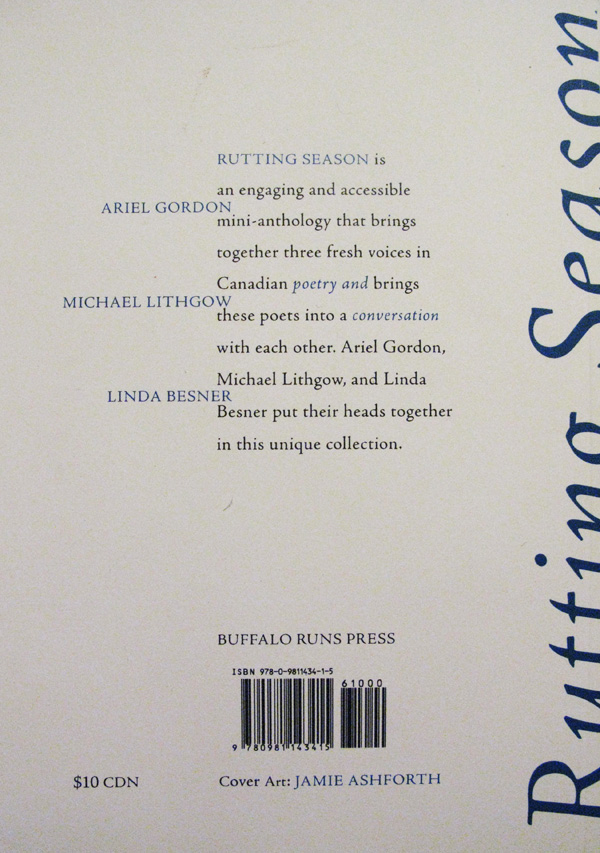 RUTTING SEASON is
an engaging and accessible
ARIEL GORDON
mini-anthology that brings
together three fresh voices in
Canadian poetry and brings
MICHAEL LITHGOW
these poets into a conversation
with each other. Ariel Gordon,
Michael Lithgow, and Linda
LINDA BESNER
Besner put their heads together
in this unique collection.
BUFFALO RUNS PRESS
ISBN 978-0-9811434-1-5
61000
9 780981 143415
$10 CDN
Cover Art: JAMIE ASHFORTH
Rutting Season